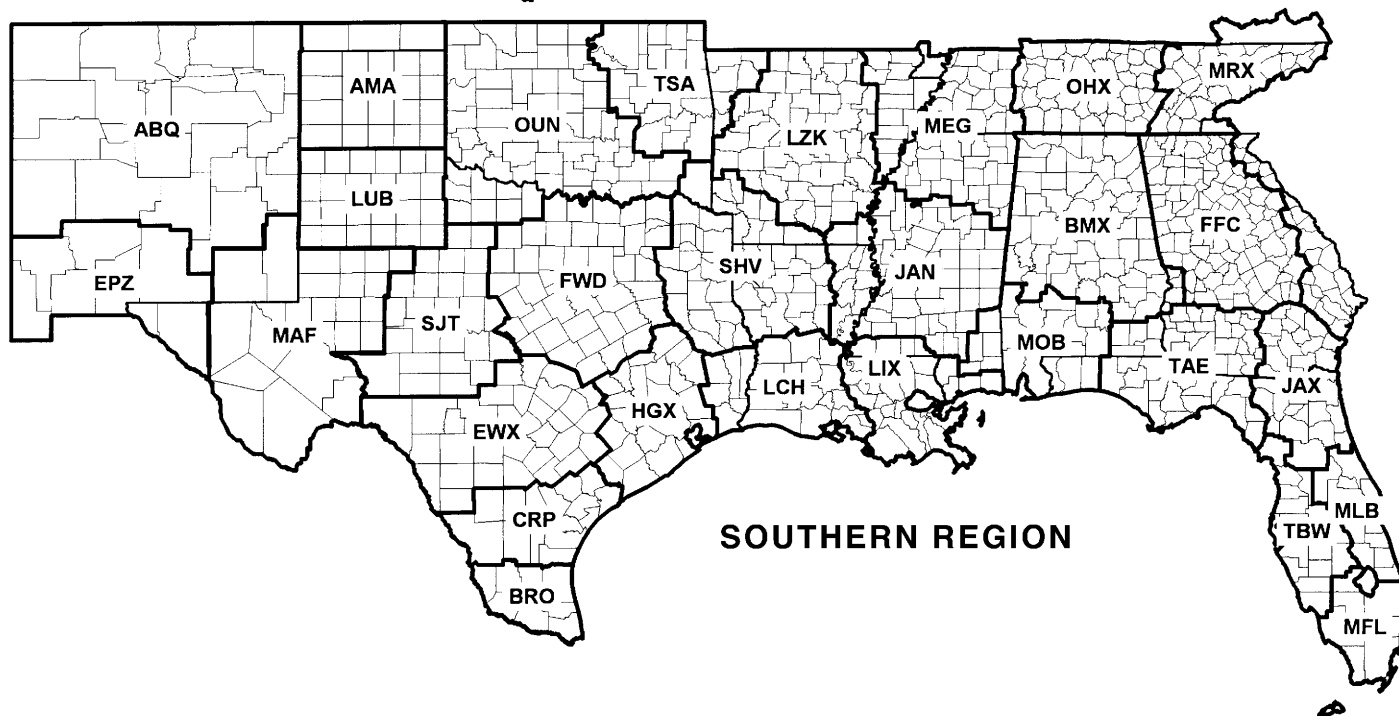 AMA
TSA
OHX
MRX
ABQ
OUN
LZK
MEG
LUB
BMX
FFC
EPZ
FWD
SHV
JAN
MAF
SJT
MOB
LIX
TAE
JAX
LCH
HGX
EWX
CRP
SOUTHERN REGION
MLB
TBW
BRO
MFL